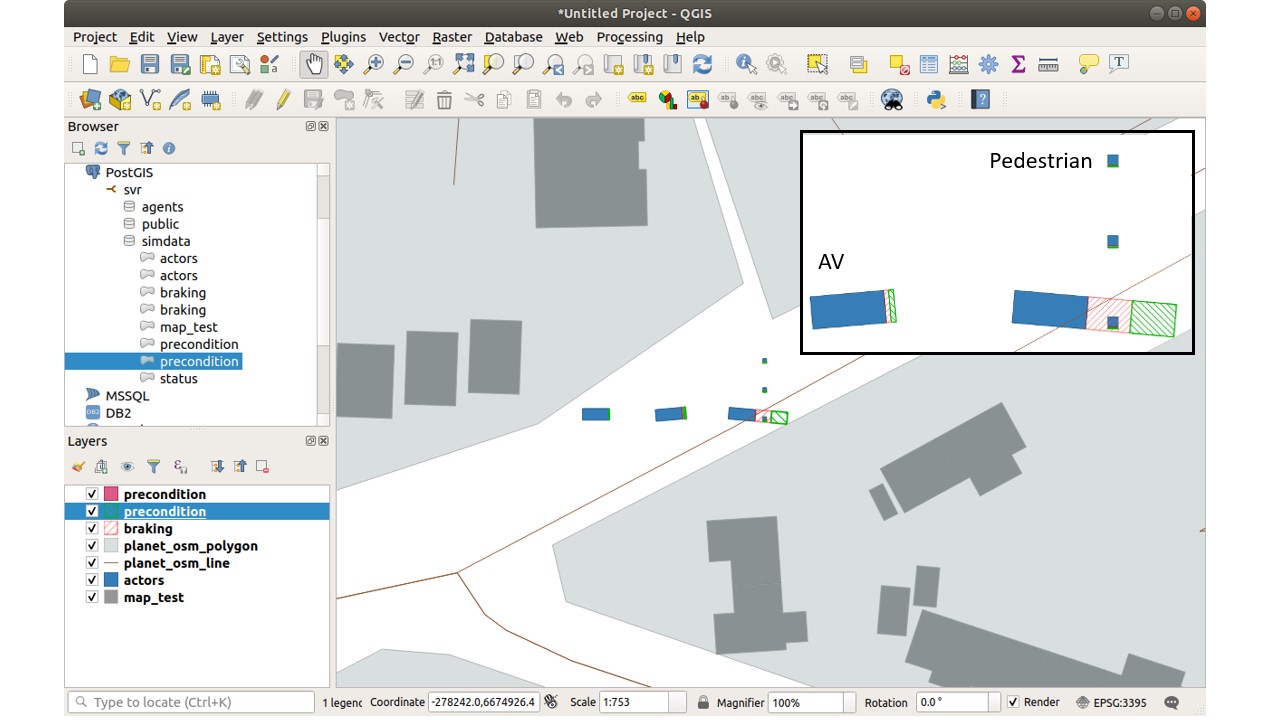 *Untitled Project - QGIS
Project Edit View Layer Settings Plugins Vector Raster Database Web Processing Help
Browser
PostGIS
svr
agents
public
simdata
actors
actors
braking
braking
map_test
precondition
precondition
status
MSSQL
DB2
Layers
precondition
precondition
braking
planet_osm_polygon
planet_osm_line
actors
map_test
Pedestrian
AV
Type to locate (Ctrl+K) 1 legend Coordinate -278242.0,6674926.4 Scale 1:753 Magnifier 100% Rotation 0.0 ° Render EPSG:3395